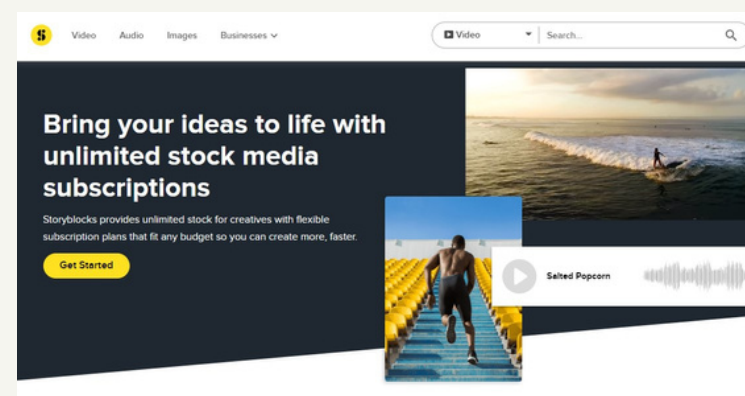 S
Video Audio Images Businesses
Video Search...
Bring your ideas to life with
unlimited stock media
subscriptions
Storyblocks provides unlimited stock for creatives with flexible
subscription plans that fit any budget so you can create more, faster.
Get Started
Salted Popcorn